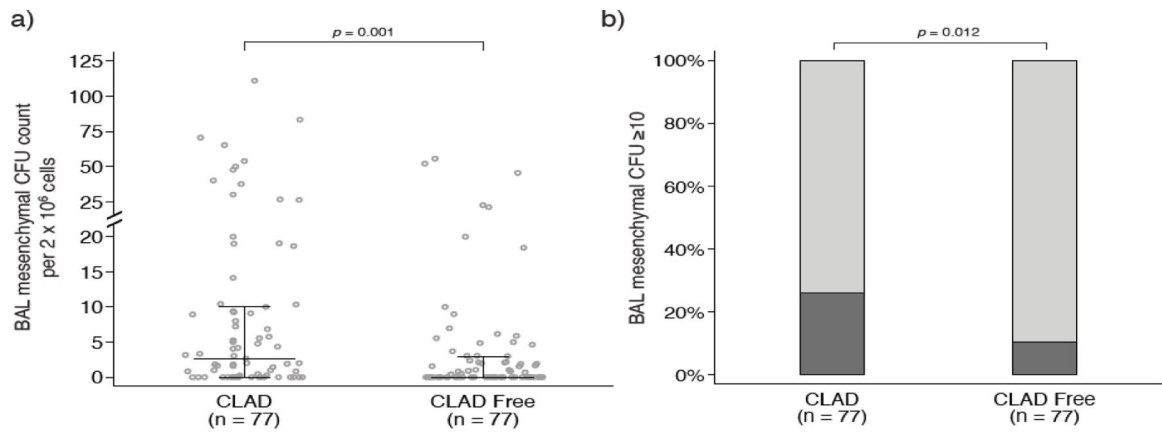 a)
p = 0.001
BAL mesenchymal CFU count
per 2 x 10⁶ cells
125
100
75
50
25
20
15
10
5
0
CLAD
(n = 77)
CLAD Free
(n = 77)
b)
p = 0.012
BAL mesenchymal CFU ≥10
100%
80%
60%
40%
20%
0%
CLAD
(n = 77)
CLAD Free
(n = 77)